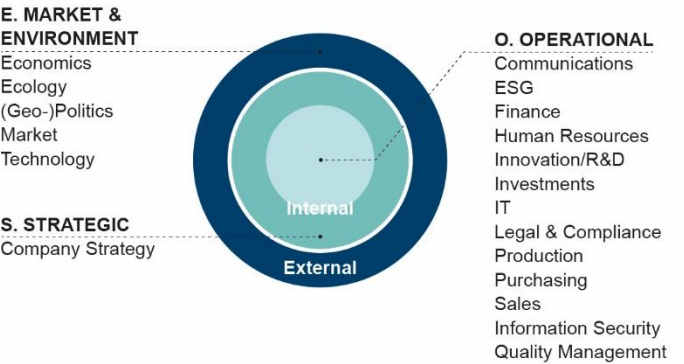 E. MARKET &
ENVIRONMENT
Economics
Ecology
(Geo-)Politics
Market
Technology
S. STRATEGIC
Company Strategy
Internal
External
O. OPERATIONAL
Communications
ESG
Finance
Human Resources
Innovation/R&D
Investments
IT
Legal & Compliance
Production
Purchasing
Sales
Information Security
Quality Management